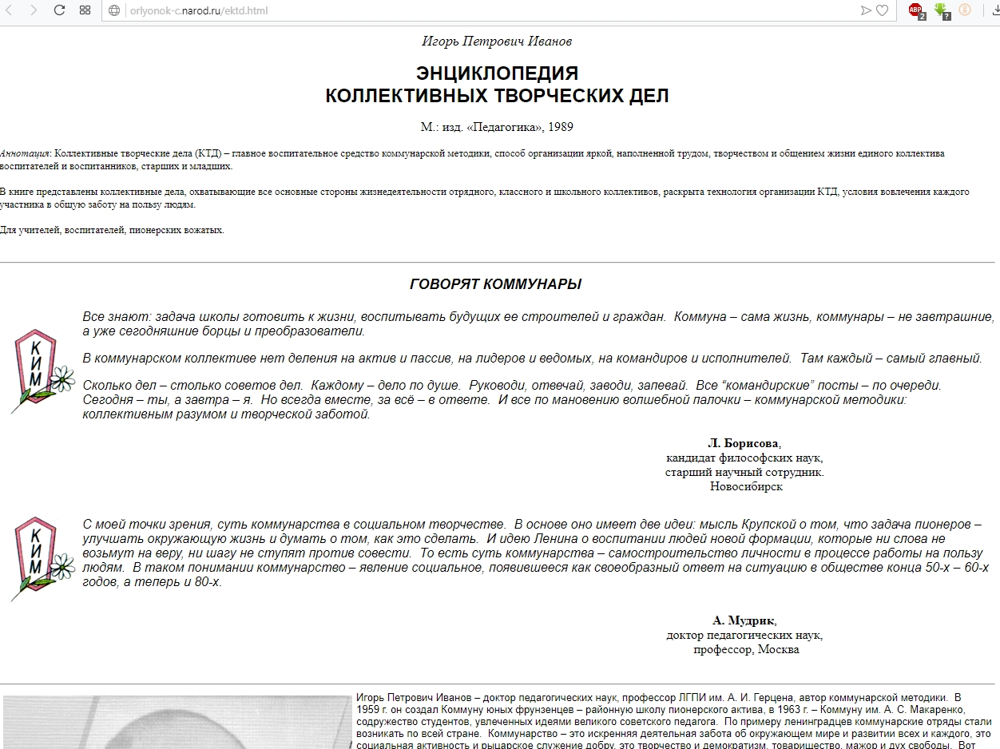 orlyonok-c.narod.ru/ektd.html
ABP
2
?
Игорь Петрович Иванов
ЭНЦИКЛОПЕДИЯ
КОЛЛЕКТИВНЫХ ТВОРЧЕСКИХ ДЕЛ
М.: изд. «Педагогика», 1989
Аннотация: Коллективные творческие дела (КТД) – главное воспитательное средство коммунарской методики, способ организации яркой, наполненной трудом, творчеством и общением жизни единого коллектива
воспитателей и воспитанников, старших и младших.
В книге представлены коллективные дела, охватывающие все основные стороны жизнедеятельности отрядного, классного и школьного коллективов, раскрыта технология организации КТД, условия вовлечения каждого
участника в общую заботу на пользу людям.
Для учителей, воспитателей, пионерских вожатых.
ГОВОРЯТ КОММУНАРЫ
КИМ
Все знают: задача школы готовить к жизни, воспитывать будущих ее строителей и граждан. Коммуна – сама жизнь, коммунары – не завтрашние,
а уже сегодняшние борцы и преобразователи.
В коммунарском коллективе нет деления на актив и пассив, на лидеров и ведомых, на командиров и исполнителей. Там каждый – самый главный.
Сколько дел – столько советов дел. Каждому – дело по душе. Руководи, отвечай, заводи, запевай. Все “командирские” посты – по очереди.
Сегодня – ты, а завтра – я. Но всегда вместе, за всё – в ответе. И все по мановению волшебной палочки – коммунарской методики:
коллективным разумом и творческой заботой.
Л. Борисова,
кандидат философских наук,
старший научный сотрудник.
Новосибирск
КИМ
С моей точки зрения, суть коммунарства в социальном творчестве. В основе оно имеет две идеи: мысль Крупской о том, что задача пионеров –
улучшать окружающую жизнь и думать о том, как это сделать. И идею Ленина о воспитании людей новой формации, которые ни слова не
возьмут на веру, ни шагу не ступят против совести. То есть суть коммунарства – самостроительство личности в процессе работы на пользу
людям. В таком понимании коммунарство – явление социальное, появившееся как своеобразный ответ на ситуацию в обществе конца 50-х – 60-х
годов, а теперь и 80-х.
А. Мудрик,
доктор педагогических наук,
профессор, Москва
Игорь Петрович Иванов – доктор педагогических наук, профессор ЛГПИ им. А. И. Герцена, автор коммунарской методики. В
1959 г. он создал Коммуну юных фрунзенцев – районную школу пионерского актива, в 1963 г. – Коммуну им. А. С. Макаренко,
содружество студентов, увлеченных идеями великого советского педагога. По примеру ленинградцев коммунарские отряды стали
возникать по всей стране. Коммунарство – это искренняя деятельная забота об окружающем мире и развитии всех и каждого, это
социальная активность и рыцарское служение добру, это творчество и демократизм, товарищество, мажор и дух свободы. Вот